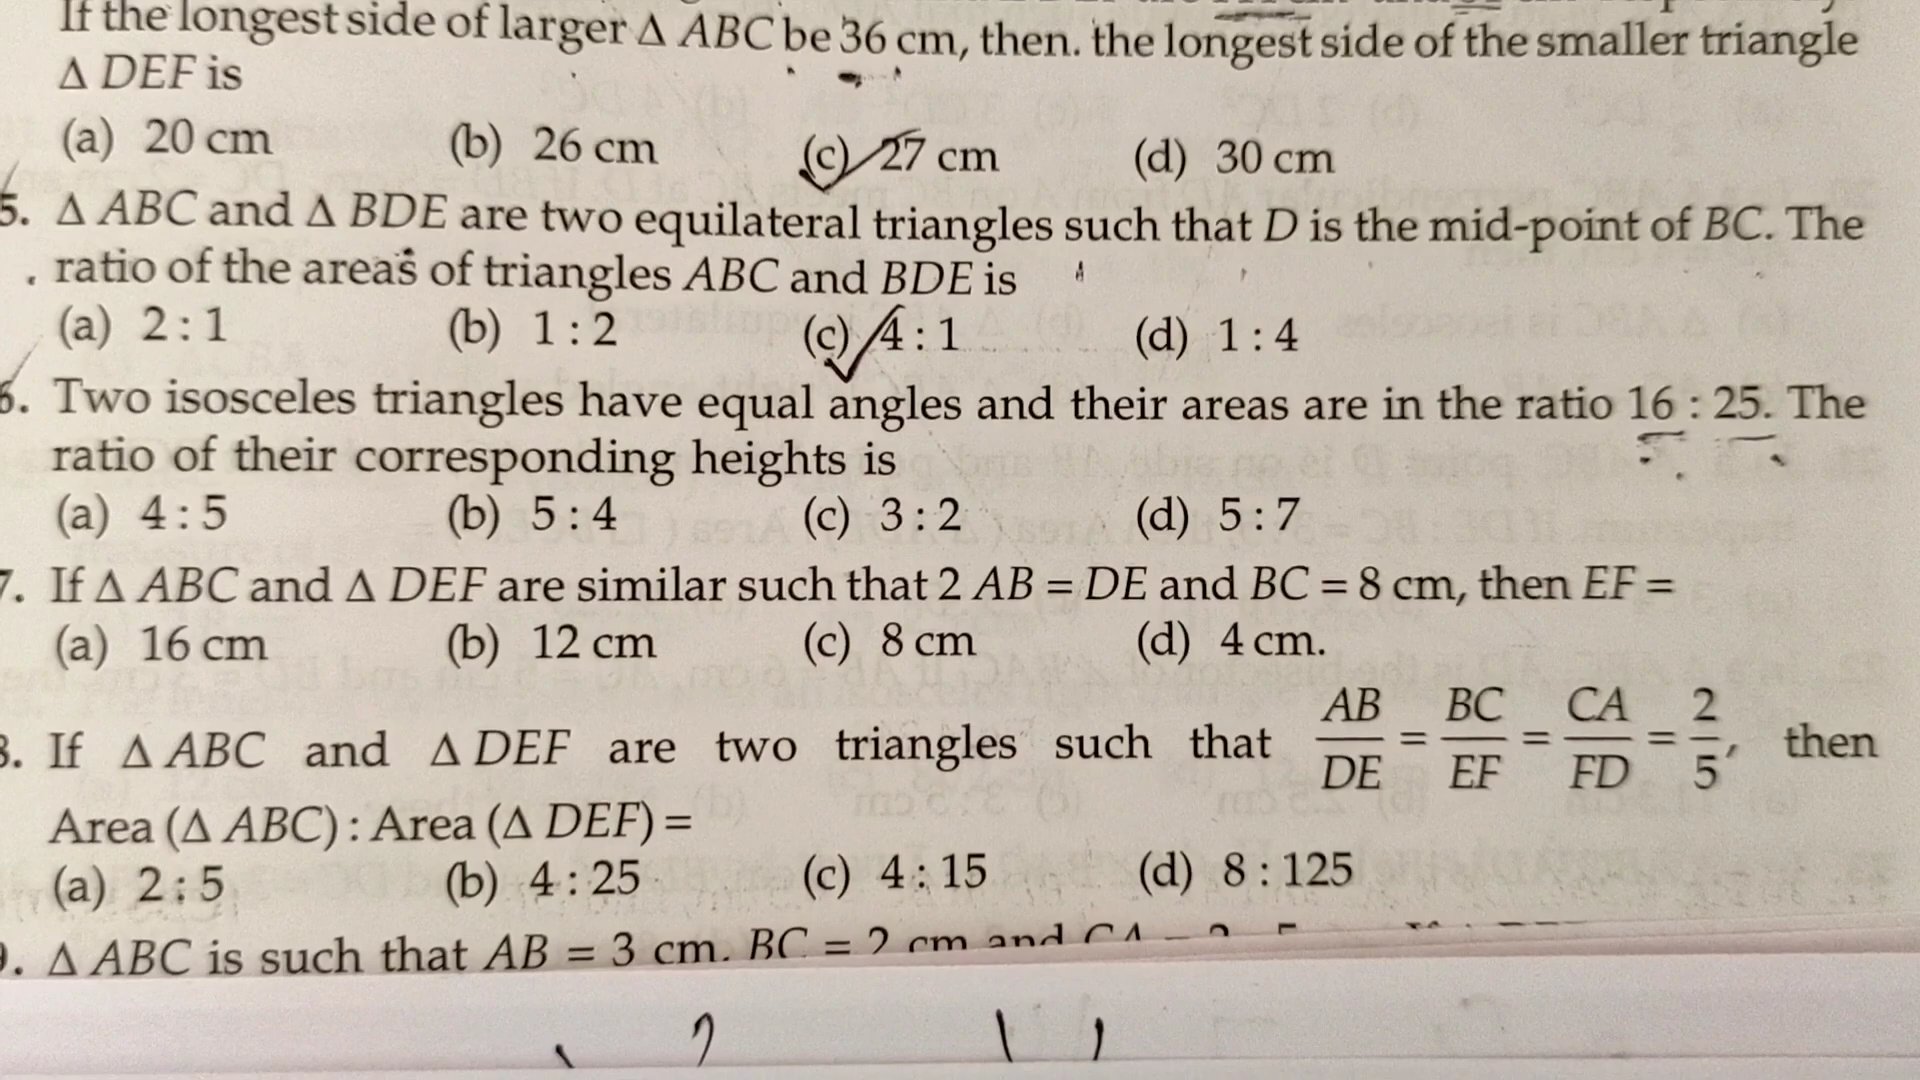 If the longest side of larger Δ ABC be 36 cm, then. the longest side of the smaller triangle
Δ DEF is
(a) 20 cm (b) 26 cm (c) 27 cm (d) 30 cm
5. Δ ABC and Δ BDE are two equilateral triangles such that D is the mid-point of BC. The
ratio of the areas of triangles ABC and BDE is
(a) 2 : 1 (b) 1 : 2 (c) 4 : 1 (d) 1 : 4
6. Two isosceles triangles have equal angles and their areas are in the ratio 16 : 25. The
ratio of their corresponding heights is
(a) 4 : 5 (b) 5 : 4 (c) 3 : 2 (d) 5 : 7
7. If Δ ABC and Δ DEF are similar such that 2 AB = DE and BC = 8 cm, then EF =
(a) 16 cm (b) 12 cm (c) 8 cm (d) 4 cm.
8. If Δ ABC and Δ DEF are two triangles such that AB/DE = BC/EF = CA/FD = 2/5, then
Area (Δ ABC) : Area (Δ DEF) =
(a) 2 : 5 (b) 4 : 25 (c) 4 : 15 (d) 8 : 125
9. Δ ABC is such that AB = 3 cm. BC = 2 cm and CA